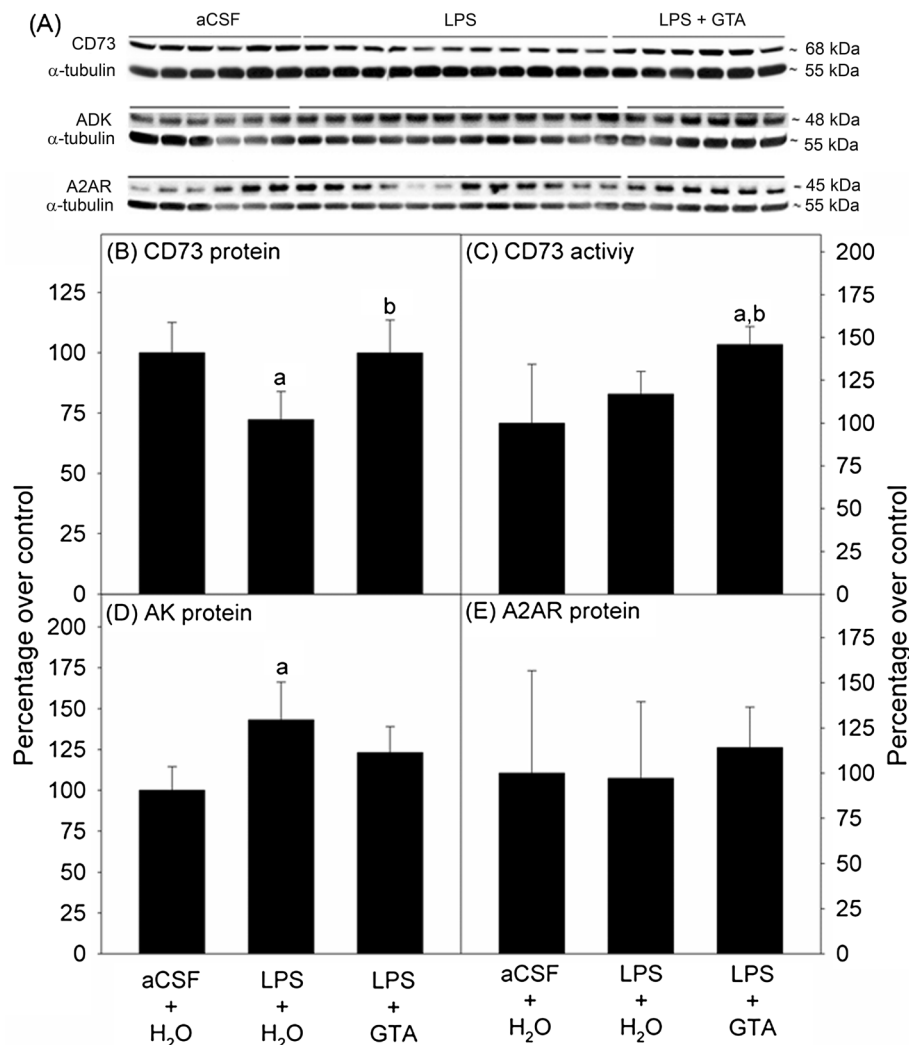 (A)
aCSF LPS LPS + GTA
CD73 ~ 68 kDa
α-tubulin ~ 55 kDa
ADK ~ 48 kDa
α-tubulin ~ 55 kDa
A2AR ~ 45 kDa
α-tubulin ~ 55 kDa
(B) CD73 protein
125
100
75
50
25
0
a
b
(C) CD73 activiy
200
175
150
125
100
75
50
25
0
a,b
Percentage over control
Percentage over control
(D) AK protein
200
175
150
125
100
75
50
25
0
a
(E) A2AR protein
175
150
125
100
75
50
25
0
aCSF LPS LPS aCSF LPS LPS
+ + + + + +
H₂O H₂O GTA H₂O H₂O GTA